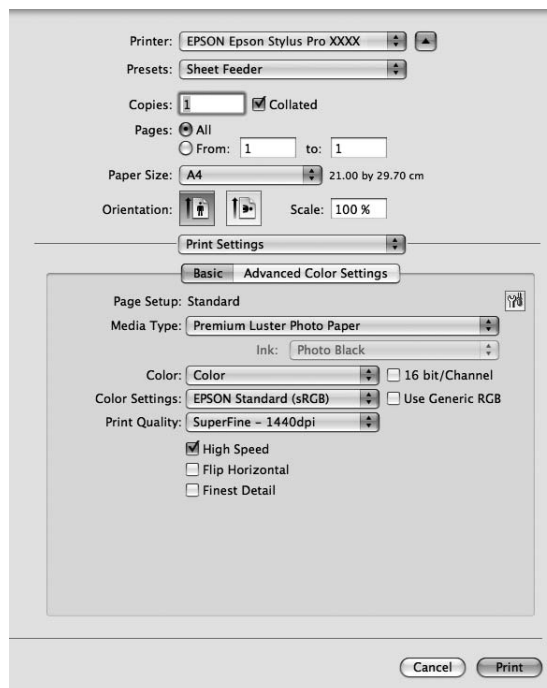 Printer: EPSON Epson Stylus Pro XXXX
Presets: Sheet Feeder
Copies: 1 Collated
Pages: All
From: 1 to: 1
Paper Size: A4 21.00 by 29.70 cm
Orientation: Scale: 100 %
Print Settings
Basic Advanced Color Settings
Page Setup: Standard
Media Type: Premium Luster Photo Paper
Ink: Photo Black
Color: Color 16 bit/Channel
Color Settings: EPSON Standard (sRGB) Use Generic RGB
Print Quality: SuperFine – 1440dpi
High Speed
Flip Horizontal
Finest Detail
Cancel Print